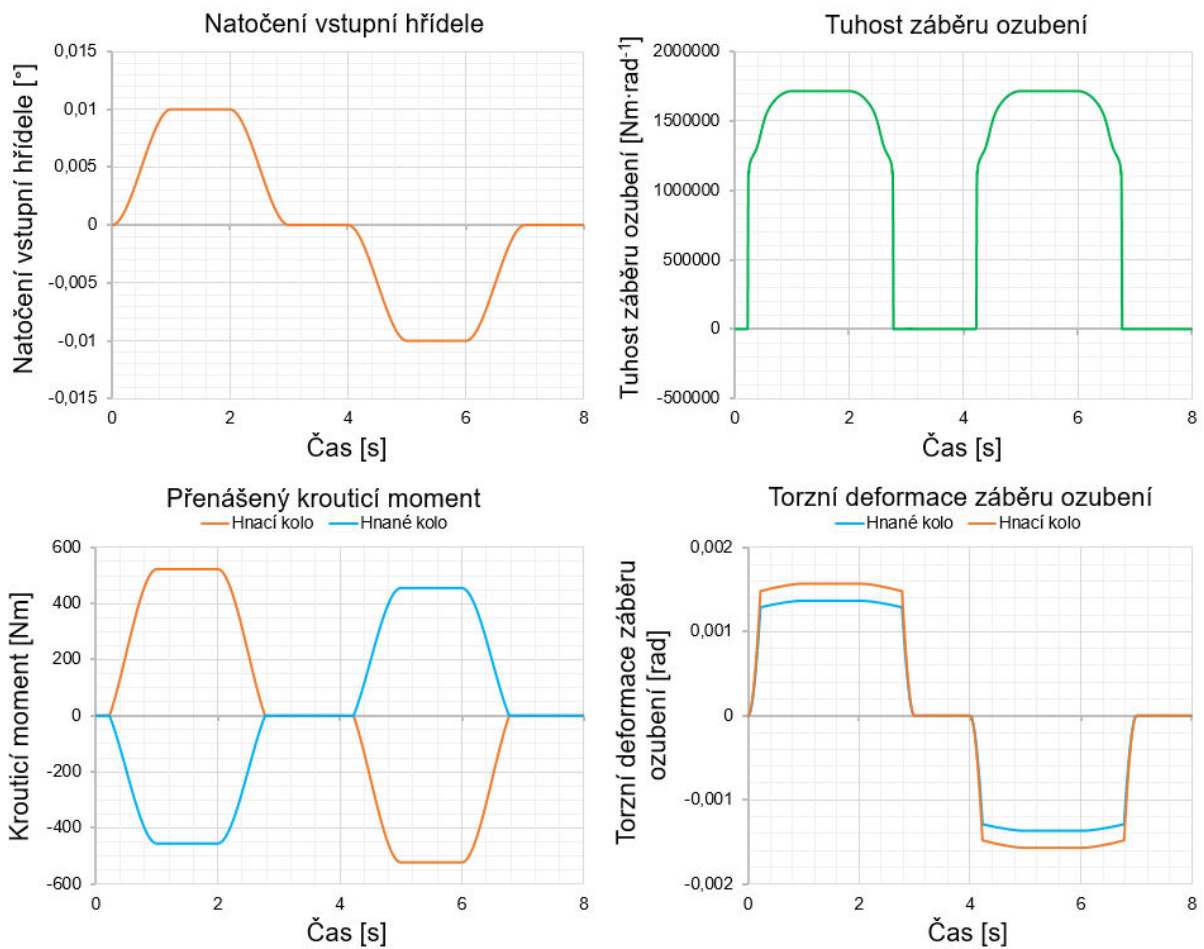 Natočení vstupní hřídele
Natočení vstupní hřídele [°]
0,015
0,01
0,005
0
-0,005
-0,01
-0,015
0 2 4 6 8
Čas [s]
Tuhost záběru ozubení
Tuhost záběru ozubení [Nm·rad⁻¹]
2000000
1500000
1000000
500000
0
-500000
0 2 4 6 8
Čas [s]
Přenášený krouticí moment
Hnací kolo Hnané kolo
Krouticí moment [Nm]
600
400
200
0
-200
-400
-600
0 2 4 6 8
Čas [s]
Torzní deformace záběru ozubení
Hnané kolo Hnací kolo
Torzní deformace záběru
ozubení [rad]
0,002
0,001
0
-0,001
-0,002
0 2 4 6 8
Čas [s]